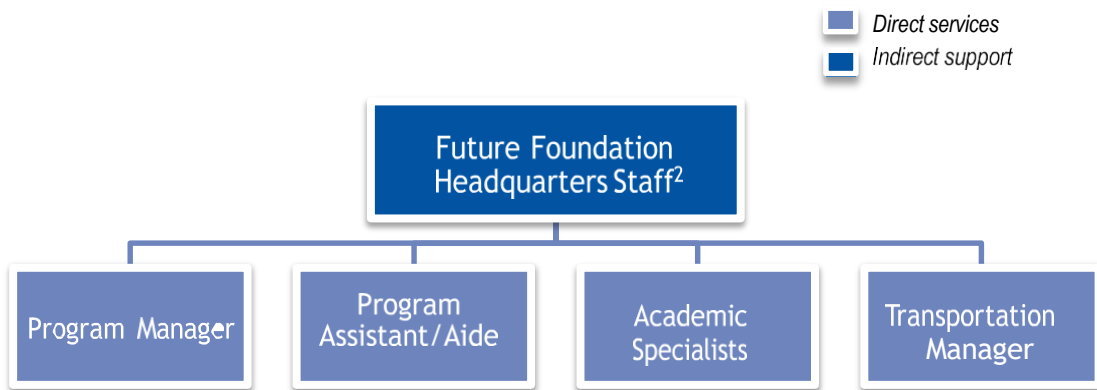 Direct services
Indirect support
Future Foundation
Headquarters Staff2
Program Manager
Program
Assistant/Aide
Academic
Specialists
Transportation
Manager